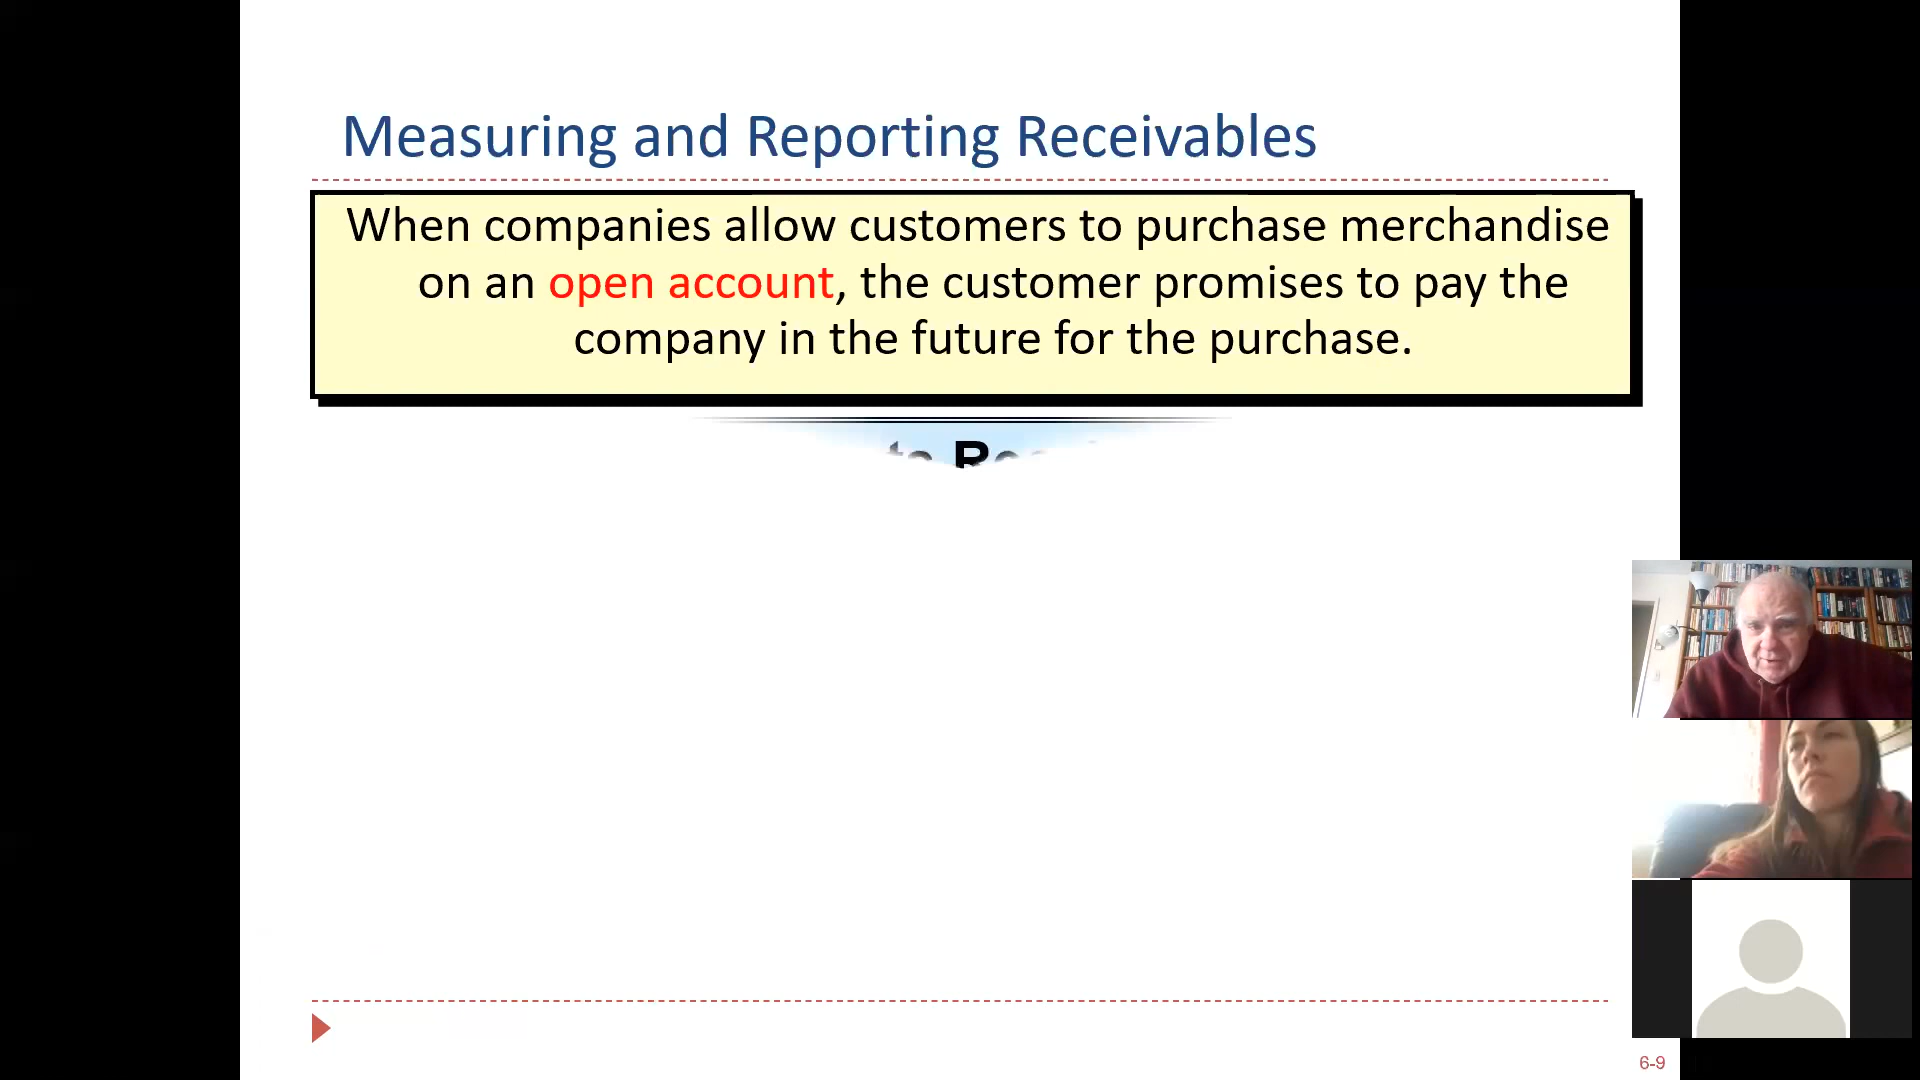 Measuring and Reporting Receivables
When companies allow customers to purchase merchandise
on an open account, the customer promises to pay the
company in the future for the purchase.
6-9